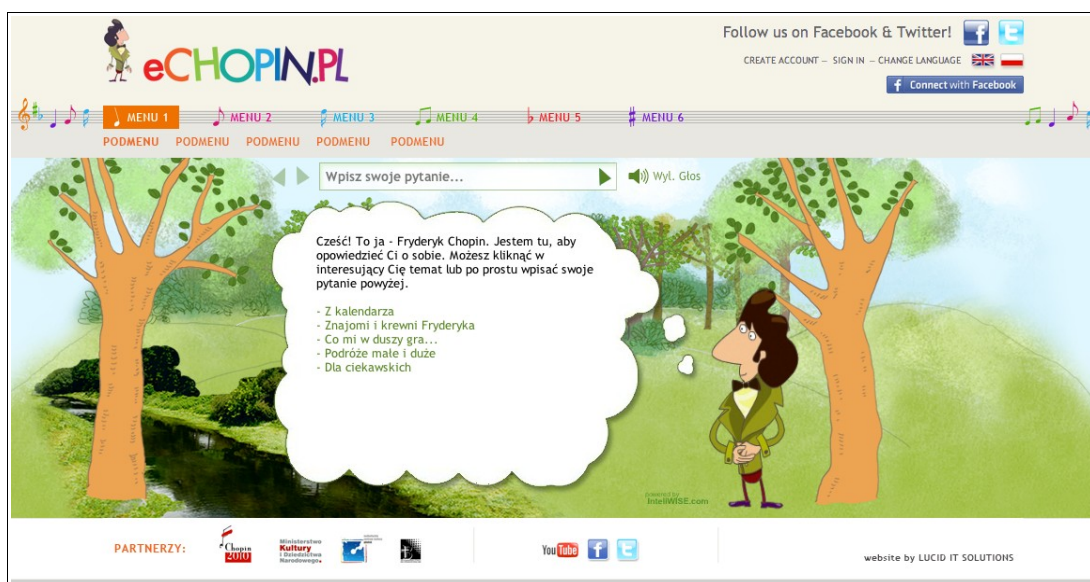 eCHOPIN.PL
Follow us on Facebook & Twitter!
CREATE ACCOUNT – SIGN IN – CHANGE LANGUAGE
Connect with Facebook
MENU 1 MENU 2 MENU 3 MENU 4 MENU 5 MENU 6
PODMENU PODMENU PODMENU PODMENU PODMENU
Wpisz swoje pytanie...
Wył. Głos
Cześć! To ja - Fryderyk Chopin. Jestem tu, aby
opowiedzieć Ci o sobie. Możesz kliknąć w
interesujący Cię temat lub po prostu wpisać swoje
pytanie powyżej.
- Z kalendarza
- Znajomi i krewni Fryderyka
- Co mi w duszy gra...
- Podróże małe i duże
- Dla ciekawskich
powered by
InteliWISE.com
PARTNERZY:
Chopin
2010
Ministerstwo
Kultury
i Dziedzictwa
Narodowego.
YouTube
website by LUCID IT SOLUTIONS